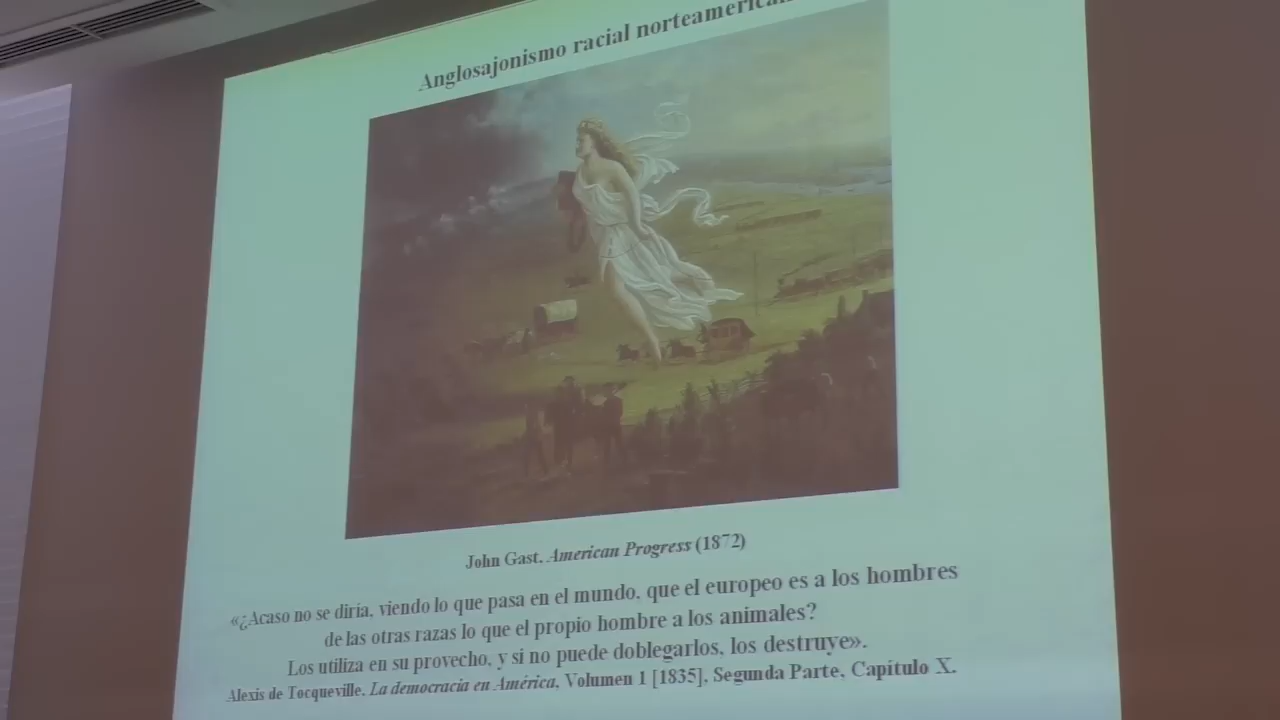 Anglosajonismo racial
John Gast. American Progress (1872)
«¿Acaso no se diría, viendo lo que pasa en el mundo, que el europeo es a los hombres
de las otras razas lo que el propio hombre a los animales?
Los utiliza en su provecho, y si no puede doblegarlos, los destruye».
Alexis de Tocqueville. La democracia en América, Volumen 1 [1835], Segunda Parte, Capítulo X.